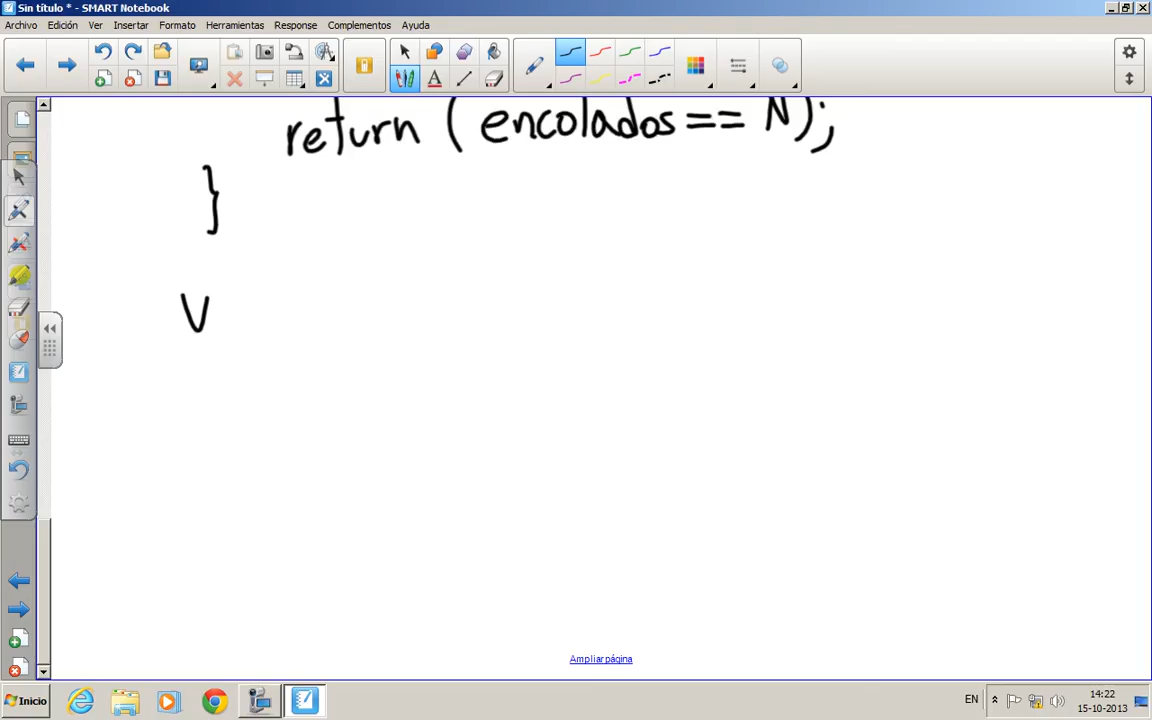 Sin título * - SMART Notebook
Archivo Edición Ver Insertar Formato Herramientas Response Complementos Ayuda
return ( encolados == N);
}
V
Ampliar página
Inicio
EN
14:22
15-10-2013